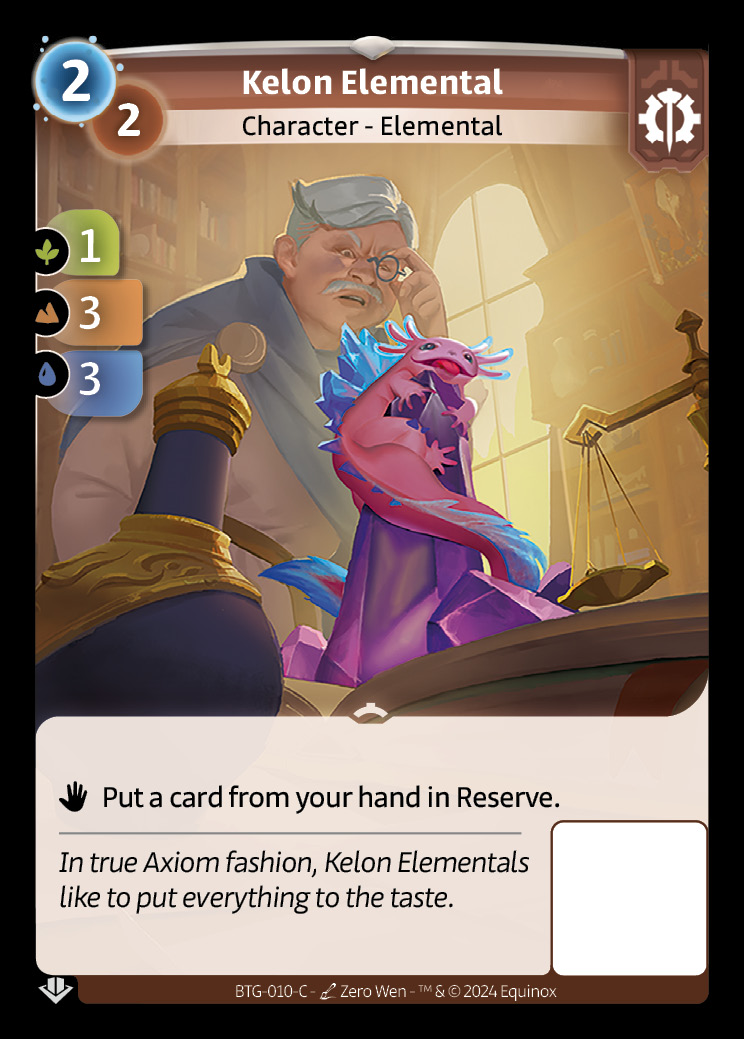 2
Kelon Elemental
2
Character - Elemental
1
3
3
Put a card from your hand in Reserve.
In true Axiom fashion, Kelon Elementals
like to put everything to the taste.
BTG-010-C - Zero Wen - ™ & © 2024 Equinox